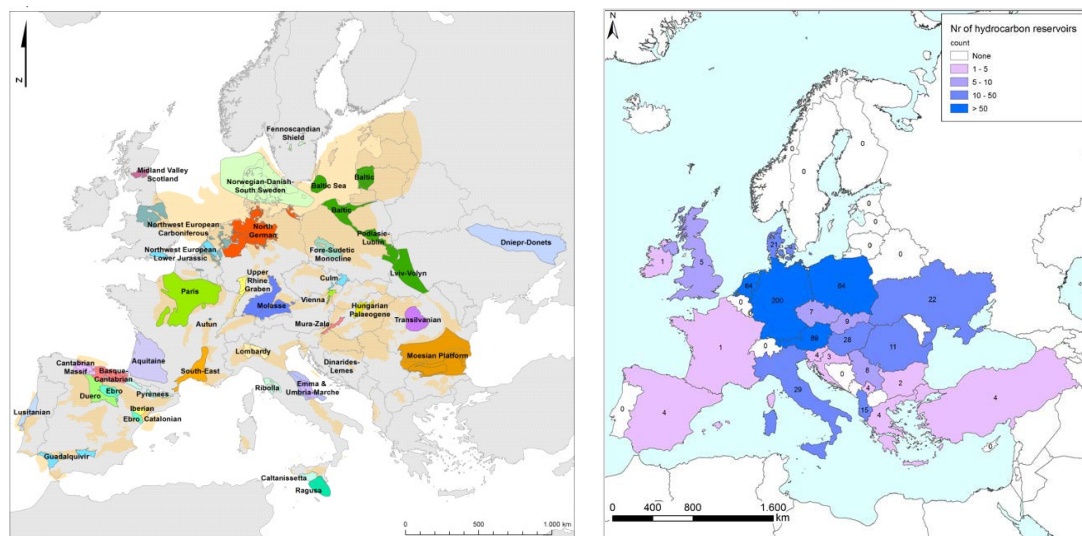 N
Fennoscandian
Shield
Midland Valley
Scotland
Norwegian-Danish-
South Sweden
Baltic Sea
Baltic
Baltic
Northwest European
Carboniferous
North
German
Podlasie-
Lublin
Dniepr-Donets
Northwest European
Lower Jurassic
Fore-Sudetic
Monocline
Lviv-Volyn
Upper
Rhine
Graben
Culm
Paris
Vienna
Molasse
Hungarian
Palaeogene
Transilvanian
Autun
Mura-Zala
Lombardy
Moesian Platform
Aquitaine
South-East
Dinarides-
Lemes
Cantabrian
Massif
Basque-
Cantabrian
Ribolla
Emma &
Umbria-Marche
Ebro
Pyrenees
Duero
Lusitanian
Iberian
Ebro Catalonian
Guadalquivir
Caltanissetta
Ragusa
0 500 1.000 km
N
Nr of hydrocarbon reservoirs
count
None
1 - 5
5 - 10
10 - 50
> 50
0
0
0
0
0
0
0
21
1
5
64
200
84
0
7
9
22
0
89
28
11
1
4
3
0
8
29
4
2
0
4
15
4
4
0
0 400 800 1.600
km